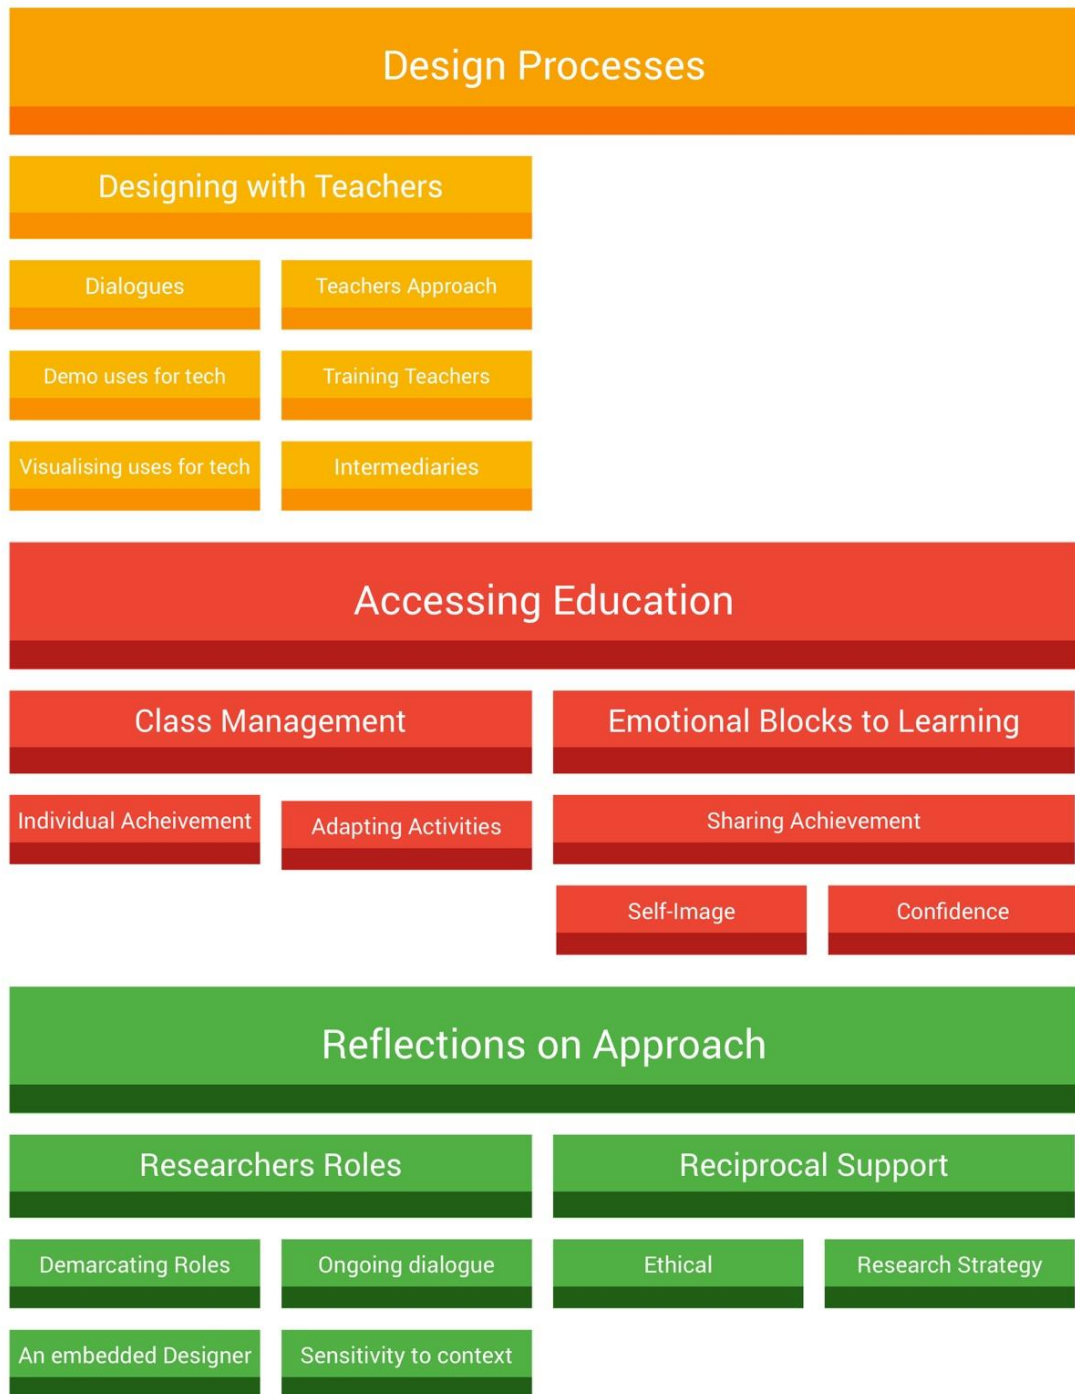 Design Processes
Designing with Teachers
Dialogues
Teachers Approach
Demo uses for tech
Training Teachers
Visualising uses for tech
Intermediaries
Accessing Education
Class Management
Emotional Blocks to Learning
Individual Acheivement
Adapting Activities
Sharing Achievement
Self-Image
Confidence
Reflections on Approach
Researchers Roles
Reciprocal Support
Demarcating Roles
Ongoing dialogue
Ethical
Research Strategy
An embedded Designer
Sensitivity to context